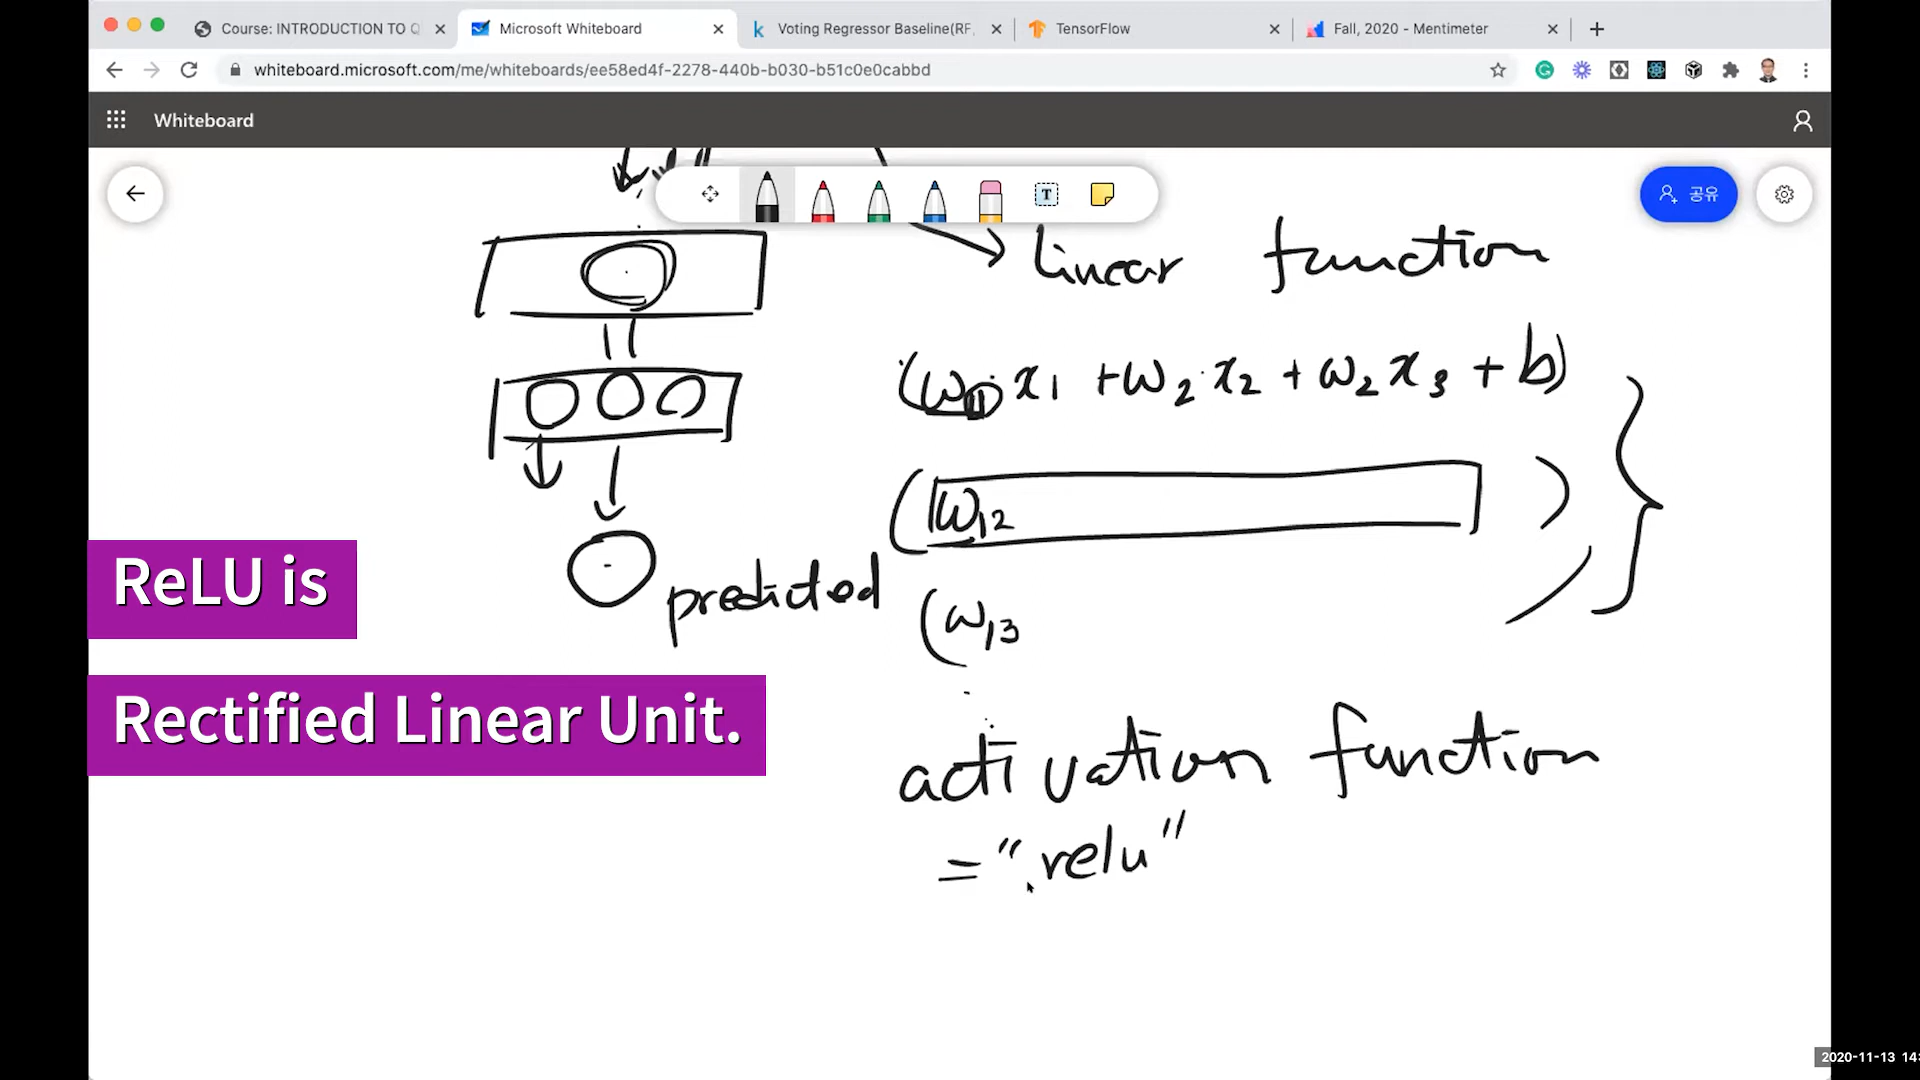 Course: INTRODUCTION TO Q
Microsoft Whiteboard
Voting Regressor Baseline(RF,
TensorFlow
Fall, 2020 - Mentimeter
whiteboard.microsoft.com/me/whiteboards/ee58ed4f-2278-440b-b030-b51c0e0cabbd
Whiteboard
T
공유
linear function
(w11 x1 + w2 x2 + w2 x3 + b)
(w12 )
predicted
(w13 )
ReLU is
Rectified Linear Unit.
activation function
= "relu"
2020-11-13 14: